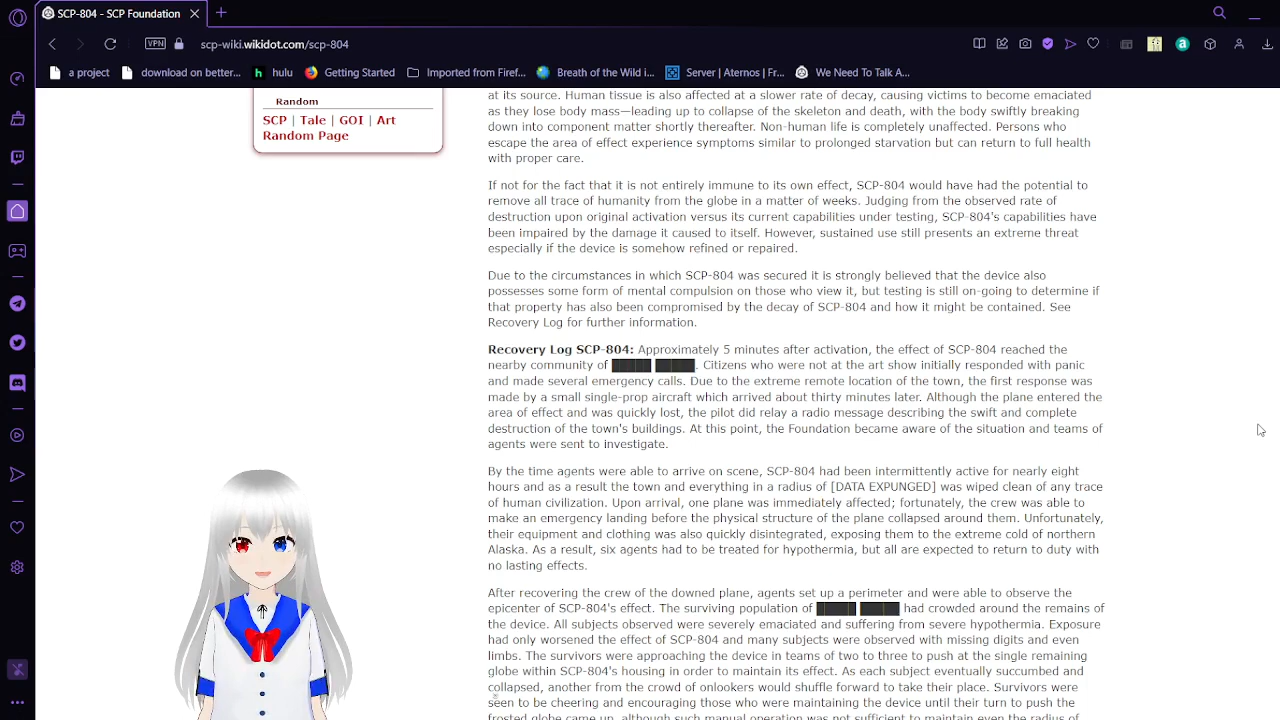 SCP-804 - SCP Foundation
VPN
scp-wiki.wikidot.com/scp-804
a project
download on better...
hulu
Getting Started
Imported from Firef...
Breath of the Wild i...
Server | Aternos | Fr...
We Need To Talk A...
Random
SCP | Tale | GOI | Art
Random Page
at its source. Human tissue is also affected at a slower rate of decay, causing victims to become emaciated
as they lose body mass—leading up to collapse of the skeleton and death, with the body swiftly breaking
down into component matter shortly thereafter. Non-human life is completely unaffected. Persons who
escape the area of effect experience symptoms similar to prolonged starvation but can return to full health
with proper care.
If not for the fact that it is not entirely immune to its own effect, SCP-804 would have had the potential to
remove all trace of humanity from the globe in a matter of weeks. Judging from the observed rate of
destruction upon original activation versus its current capabilities under testing, SCP-804's capabilities have
been impaired by the damage it caused to itself. However, sustained use still presents an extreme threat
especially if the device is somehow refined or repaired.
Due to the circumstances in which SCP-804 was secured it is strongly believed that the device also
possesses some form of mental compulsion on those who view it, but testing is still on-going to determine if
that property has also been compromised by the decay of SCP-804 and how it might be contained. See
Recovery Log for further information.
Recovery Log SCP-804: Approximately 5 minutes after activation, the effect of SCP-804 reached the
nearby community of █████ █████. Citizens who were not at the art show initially responded with panic
and made several emergency calls. Due to the extreme remote location of the town, the first response was
made by a small single-prop aircraft which arrived about thirty minutes later. Although the plane entered the
area of effect and was quickly lost, the pilot did relay a radio message describing the swift and complete
destruction of the town's buildings. At this point, the Foundation became aware of the situation and teams of
agents were sent to investigate.
By the time agents were able to arrive on scene, SCP-804 had been intermittently active for nearly eight
hours and as a result the town and everything in a radius of [DATA EXPUNGED] was wiped clean of any trace
of human civilization. Upon arrival, one plane was immediately affected; fortunately, the crew was able to
make an emergency landing before the physical structure of the plane collapsed around them. Unfortunately,
their equipment and clothing was also quickly disintegrated, exposing them to the extreme cold of northern
Alaska. As a result, six agents had to be treated for hypothermia, but all are expected to return to duty with
no lasting effects.
After recovering the crew of the downed plane, agents set up a perimeter and were able to observe the
epicenter of SCP-804's effect. The surviving population of █████ █████ had crowded around the remains of
the device. All subjects observed were severely emaciated and suffering from severe hypothermia. Exposure
had only worsened the effect of SCP-804 and many subjects were observed with missing digits and even
limbs. The survivors were approaching the device in teams of two to three to push at the single remaining
globe within SCP-804's housing in order to maintain its effect. As each subject eventually succumbed and
collapsed, another from the crowd of onlookers would shuffle forward to take their place. Survivors were
seen to be cheering and encouraging those who were maintaining the device until their turn to push the
frosted globe came up, although such manual operation was not sufficient to maintain even the radius of